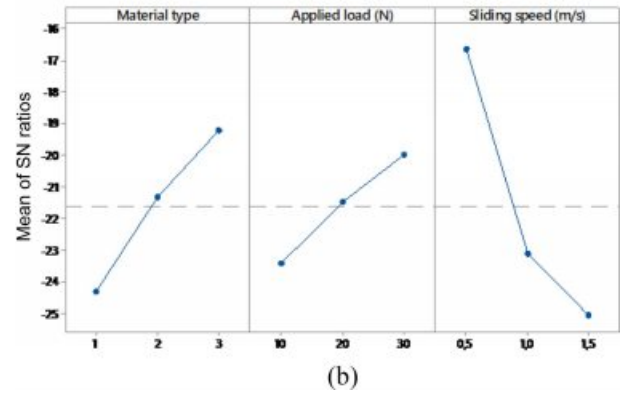 Material type Applied load (N) Sliding speed (m/s)
Mean of SN ratios
-16
-17
-18
-19
-20
-21
-22
-23
-24
-25
1 2 3 10 20 30 0,5 1,0 1,5
(b)